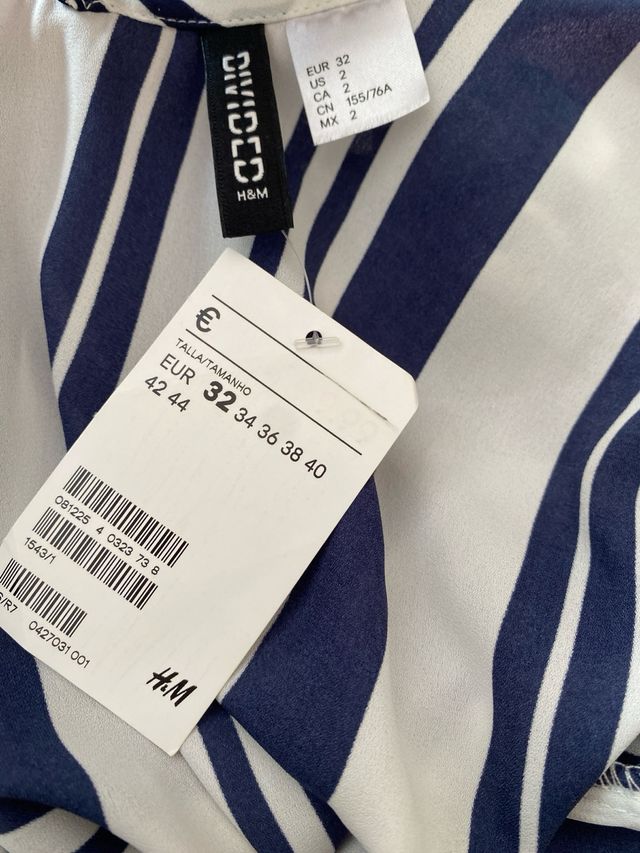 DIVIDED
H&M
EUR 32
US 2
CA 2
CN 155/76A
MX 2
€
TALLA/TAMANHO
EUR 32 34 36 38 40
42 44
081225 4 0323 73 8
1543/1
/R7 0427031 001
H&M